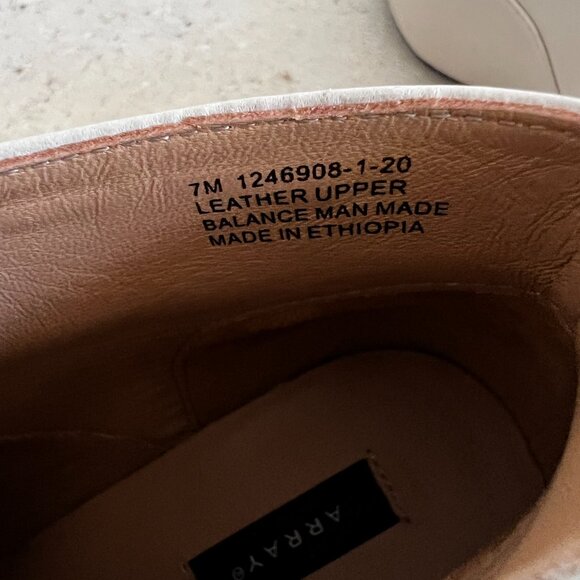 7M 1246908-1-20
LEATHER UPPER
BALANCE MAN MADE
MADE IN ETHIOPIA
ARRAY®